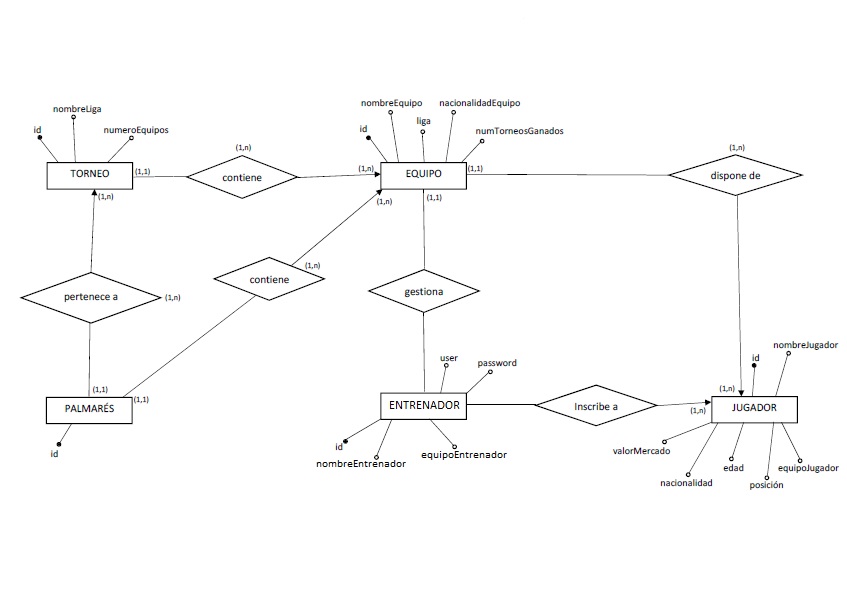 nombreEquipo
nacionalidadEquipo
nombreLiga
liga
id
numeroEquipos
id
numTorneosGanados
(1,n)
(1,n)
TORNEO
(1,1)
contiene
(1,n)
EQUIPO
(1,1)
dispone de
(1,n)
(1,n)
(1,1)
(1,n)
contiene
gestiona
pertenece a
(1,n)
nombreJugador
user
password
id
(1,1)
(1,1)
(1,n)
PALMARÉS
ENTRENADOR
Inscribe a
(1,n)
JUGADOR
id
id
nombreEntrenador
equipoEntrenador
valorMercado
nacionalidad
edad
posición
equipoJugador